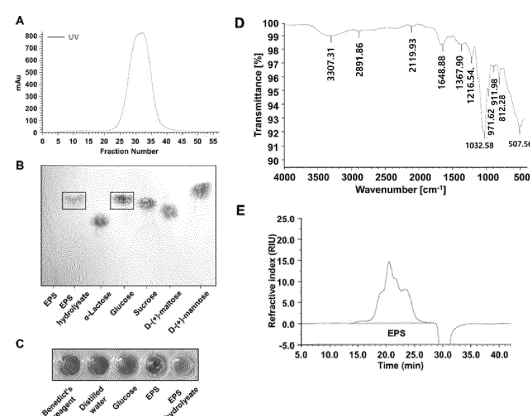 A
UV
mAu
800
700
600
500
400
300
200
100
0
0 5 10 15 20 25 30 35 40 45 50 55
Fraction Number
B
EPS
EPS hydrolysate
α-Lactose
Glucose
Sucrose
D-(+)-maltose
D-(+)-mannose
C
Benedict's reagent
Distilled water
Glucose
EPS
EPS hydrolysate
D
Transmittance [%]
100
99
98
97
96
95
94
93
92
91
90
3307.31
2891.86
2119.93
1648.88
1367.90
1216.54
1032.58
971.62
911.98
812.28
507.56
4000 3500 3000 2500 2000 1500 1000 500
Wavenumber [cm⁻¹]
E
Refractive index (RIU)
25.0
20.0
15.0
10.0
5.0
0.0
-5.0
EPS
5.0 10.0 15.0 20.0 25.0 30.0 35.0 40.0
Time (min)